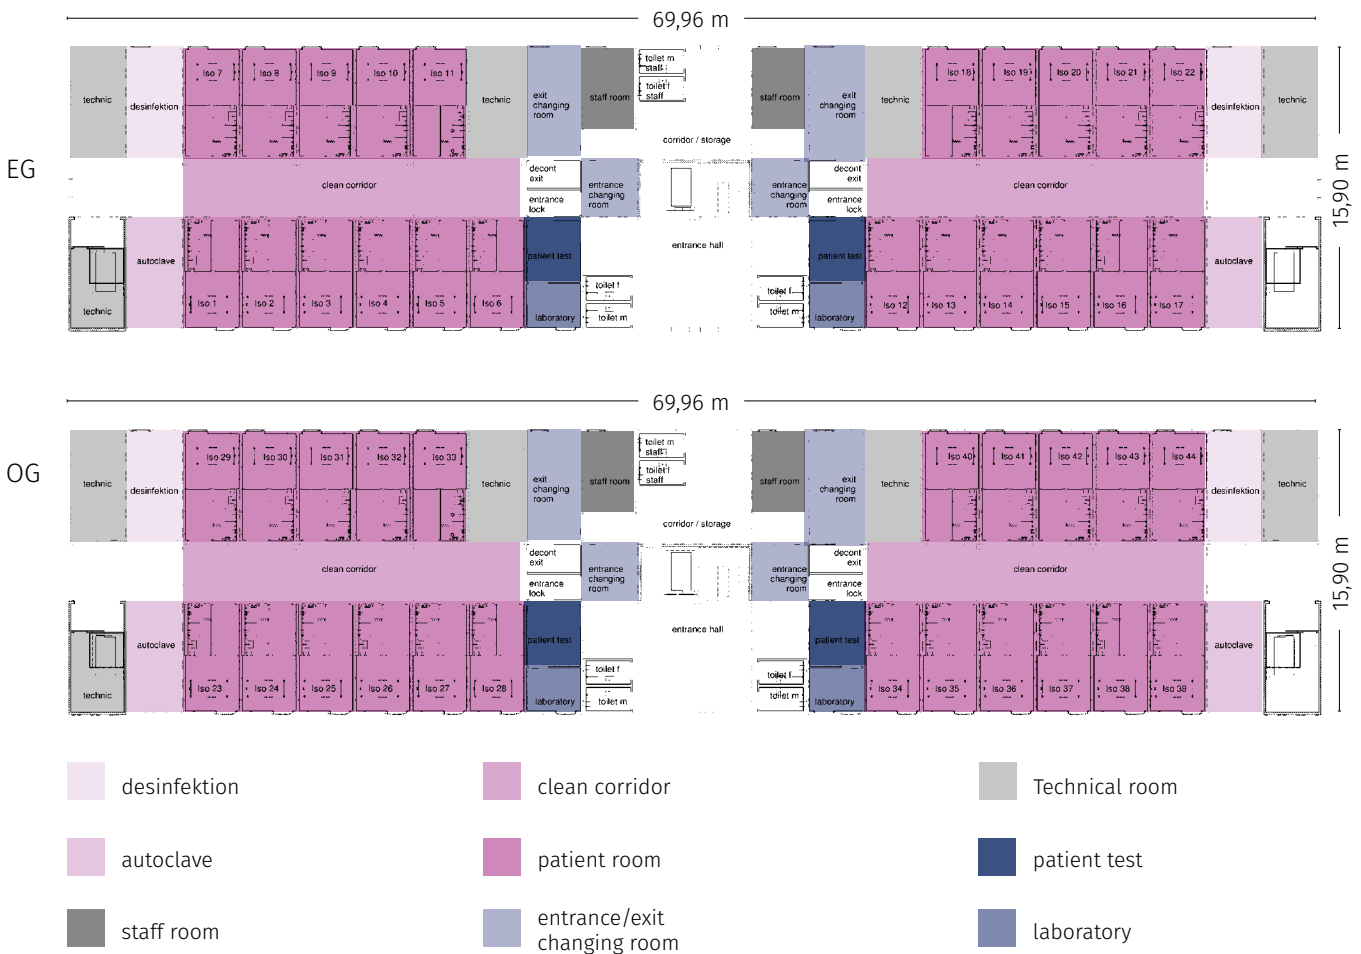 69,96 m
EG
technic
desinfektion
Iso 7
Iso 8
Iso 9
Iso 10
Iso 11
technic
exit
changing
room
staff room
toilet m
staff
toilet f
staff
corridor / storage
staff room
exit
changing
room
technic
Iso 18
Iso 19
Iso 20
Iso 21
Iso 22
desinfektion
technic
clean corridor
decont
exit
entrance
lock
entrance
changing
room
entrance
changing
room
decont
exit
entrance
lock
clean corridor
15,90 m
technic
autoclave
Iso 1
Iso 2
Iso 3
Iso 4
Iso 5
Iso 6
patient test
laboratory
toilet f
toilet m
entrance hall
toilet f
toilet m
patient test
laboratory
Iso 12
Iso 13
Iso 14
Iso 15
Iso 16
Iso 17
autoclave
69,96 m
OG
technic
desinfektion
Iso 29
Iso 30
Iso 31
Iso 32
Iso 33
technic
exit
changing
room
staff room
toilet m
staff
toilet f
staff
corridor / storage
staff room
exit
changing
room
technic
Iso 40
Iso 41
Iso 42
Iso 43
Iso 44
desinfektion
technic
clean corridor
decont
exit
entrance
lock
entrance
changing
room
entrance
changing
room
decont
exit
entrance
lock
clean corridor
15,90 m
technic
autoclave
Iso 23
Iso 24
Iso 25
Iso 26
Iso 27
Iso 28
patient test
laboratory
toilet f
toilet m
entrance hall
toilet f
toilet m
patient test
laboratory
Iso 34
Iso 35
Iso 36
Iso 37
Iso 38
Iso 39
autoclave
desinfektion
clean corridor
Technical room
autoclave
patient room
patient test
staff room
entrance/exit
changing room
laboratory